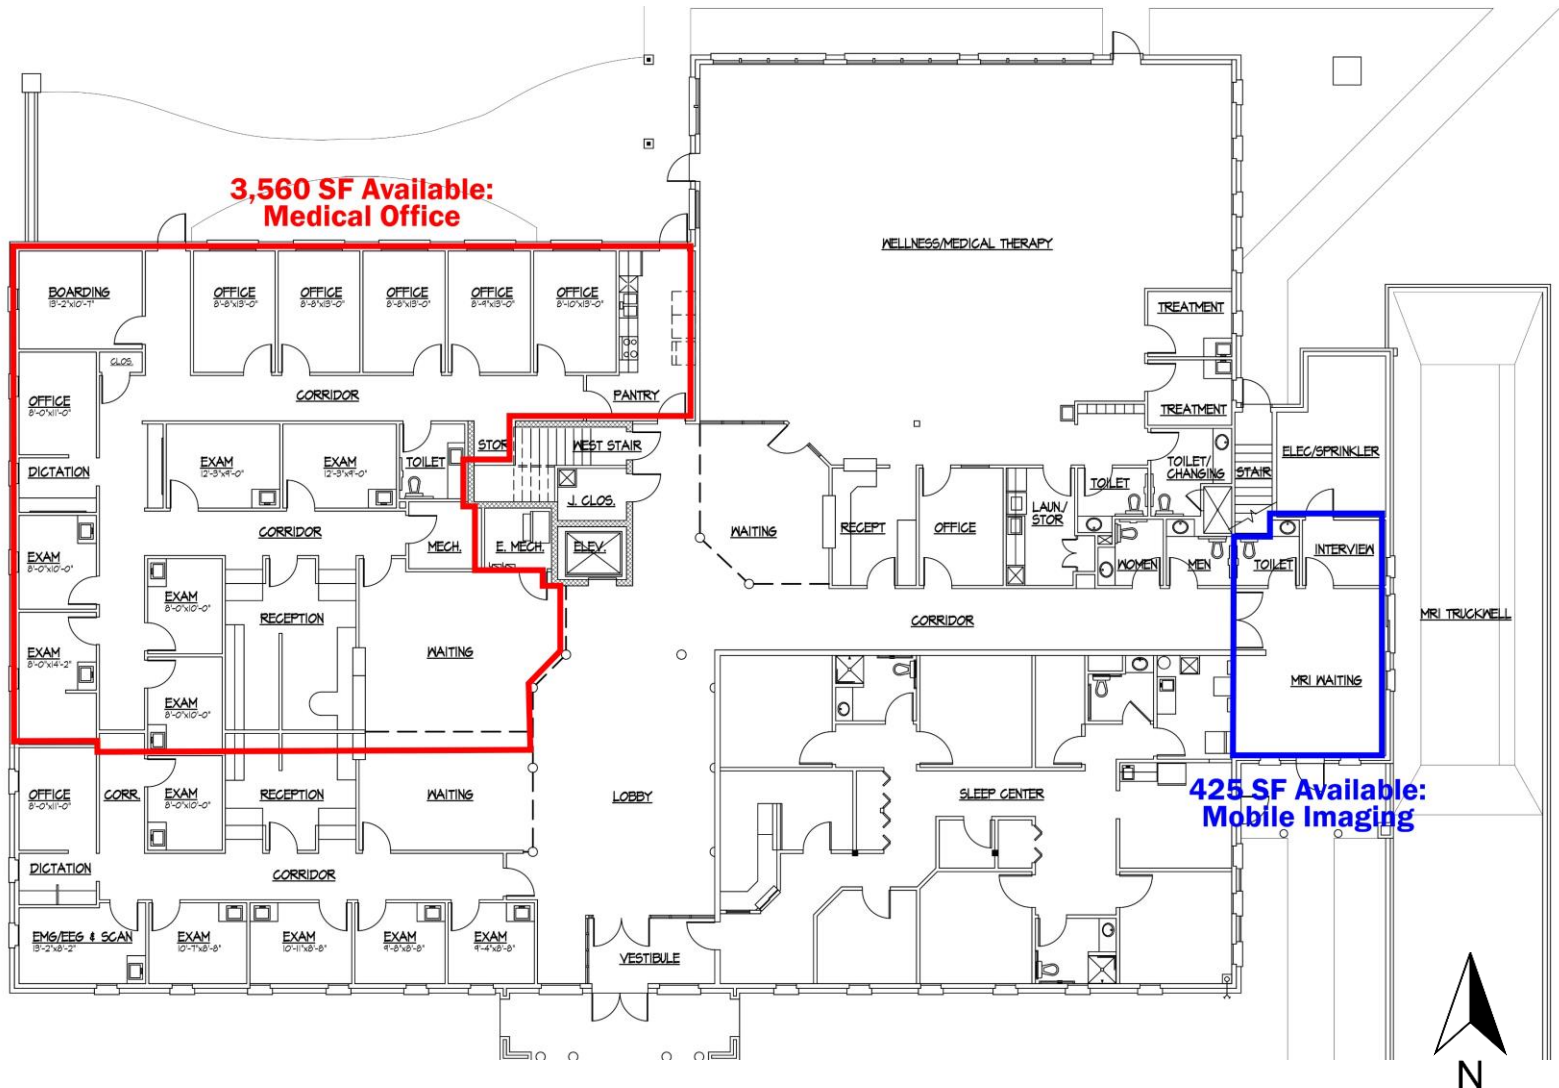 3,560 SF Available:
Medical Office
WELLNESS/MEDICAL THERAPY
BOARDING
13'-2"x10'-7"
OFFICE
8'-8"x13'-0"
OFFICE
8'-8"x13'-0"
OFFICE
8'-8"x13'-0"
OFFICE
8'-9"x13'-0"
OFFICE
8'-10"x13'-0"
TREATMENT
CLOS.
CORRIDOR
PANTRY
OFFICE
8'-0"x11'-0"
TREATMENT
STOR
WEST STAIR
ELEC/SPRINKLER
EXAM
12'-3"x9'-0"
EXAM
12'-3"x9'-0"
TOILET
DICTATION
TOILET/
CHANGING
STAIR
J. CLOS.
TOILET
LAUN./
STOR
WAITING
RECEPT
OFFICE
CORRIDOR
MECH.
E. MECH.
ELEV.
INTERVIEW
EXAM
8'-0"x10'-0"
WOMEN
MEN
TOILET
EXAM
8'-0"x10'-0"
RECEPTION
CORRIDOR
MRI TRUCKWELL
EXAM
8'-0"x14'-2"
WAITING
MRI WAITING
EXAM
8'-0"x10'-0"
OFFICE
8'-0"x11'-0"
CORR.
EXAM
8'-0"x10'-0"
RECEPTION
WAITING
LOBBY
SLEEP CENTER
425 SF Available:
Mobile Imaging
DICTATION
CORRIDOR
EMG/EEG & SCAN
13'-2"x8'-2"
EXAM
10'-7"x8'-8"
EXAM
10'-11"x8'-8"
EXAM
9'-8"x8'-8"
EXAM
9'-4"x8'-8"
VESTIBULE
N